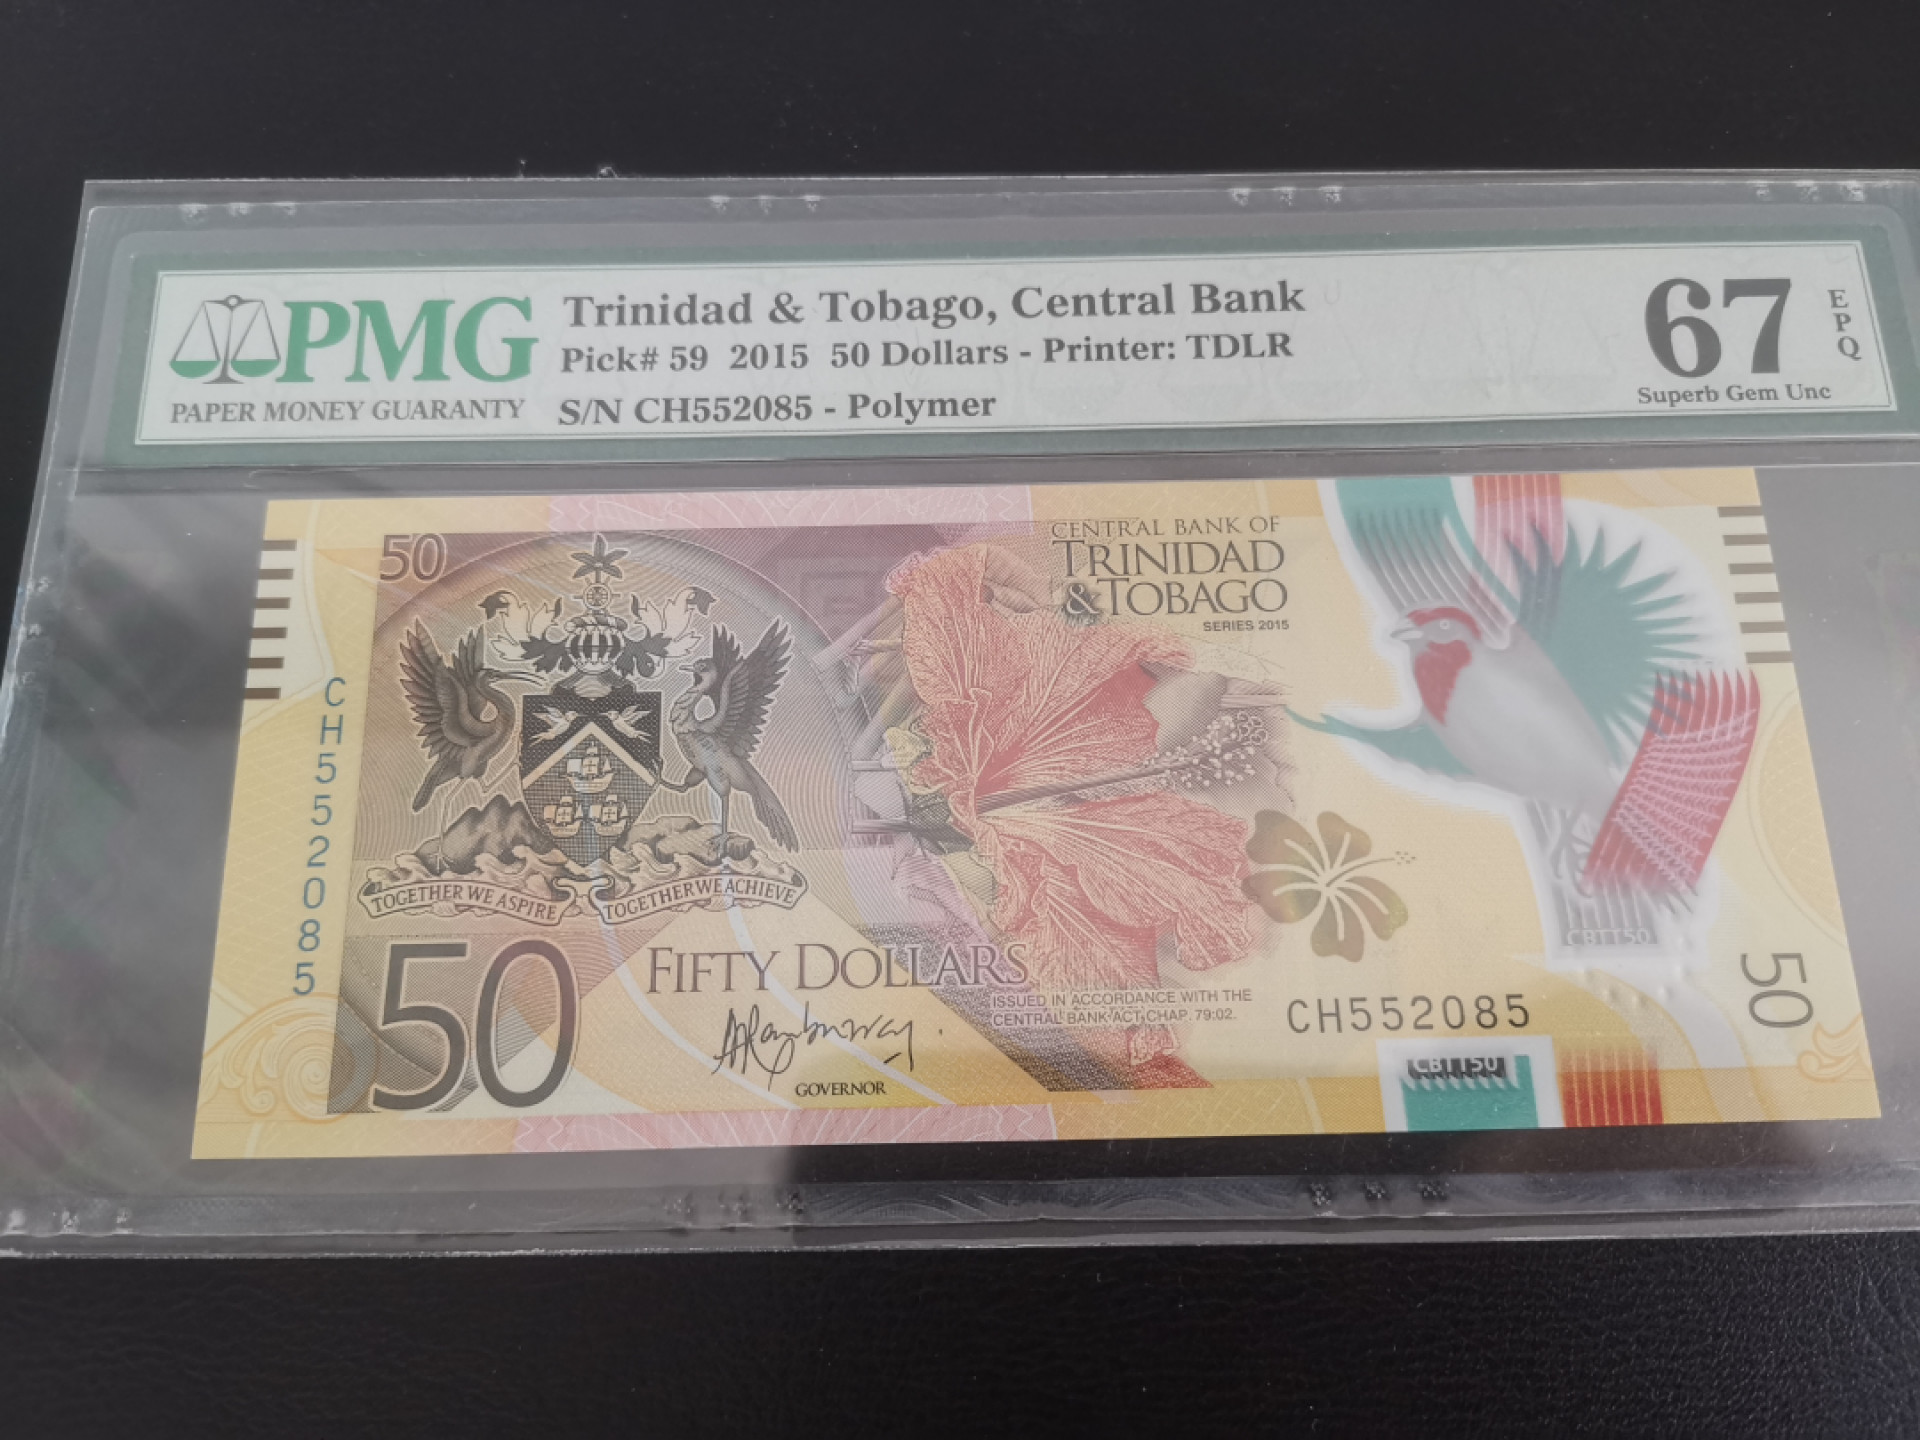 PMG
PAPER MONEY GUARANTY
Trinidad & Tobago, Central Bank
Pick# 59 2015 50 Dollars - Printer: TDLR
S/N CH552085 - Polymer
67
EPQ
Superb Gem Unc
50
CENTRAL BANK OF
TRINIDAD
& TOBAGO
SERIES 2015
CH552085
TOGETHER WE ASPIRE
TOGETHER WE ACHIEVE
50
FIFTY DOLLARS
ISSUED IN ACCORDANCE WITH THE
CENTRAL BANK ACT CHAP. 79:02.
GOVERNOR
CH552085
CBTT50
50
CBTT50